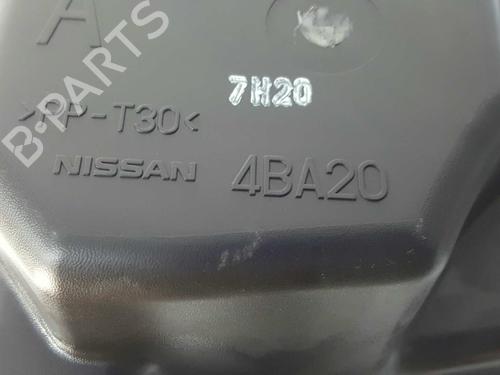 A
B-PARTS
7H20
>PP-T30<
NISSAN 4BA20